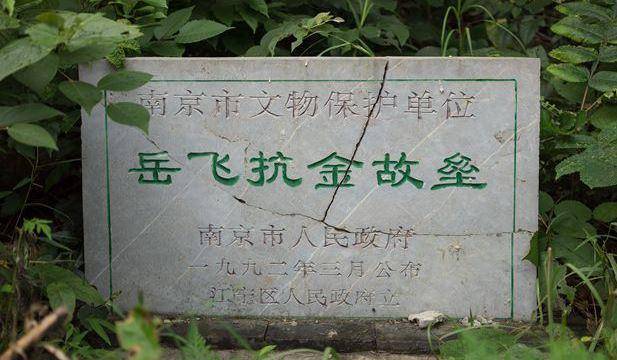 南京市文物保护单位
岳飞抗金故垒
南京市人民政府
一九九二年三月公布
江宁区人民政府立